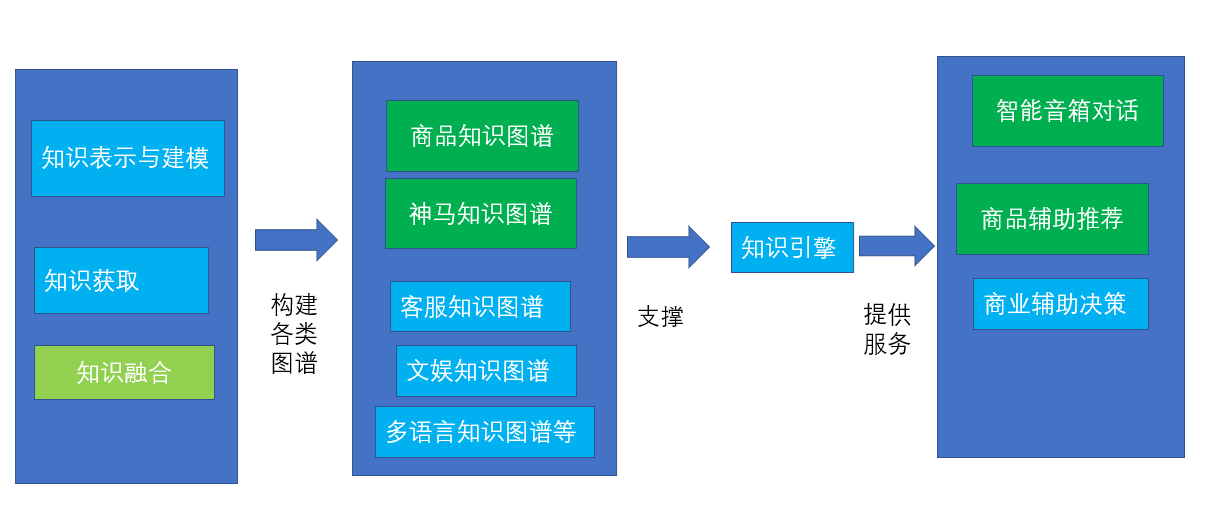 知识表示与建模
知识获取
知识融合
构建
各类
图谱
商品知识图谱
神马知识图谱
客服知识图谱
文娱知识图谱
多语言知识图谱等
支撑
知识引擎
提供
服务
智能音箱对话
商品辅助推荐
商业辅助决策